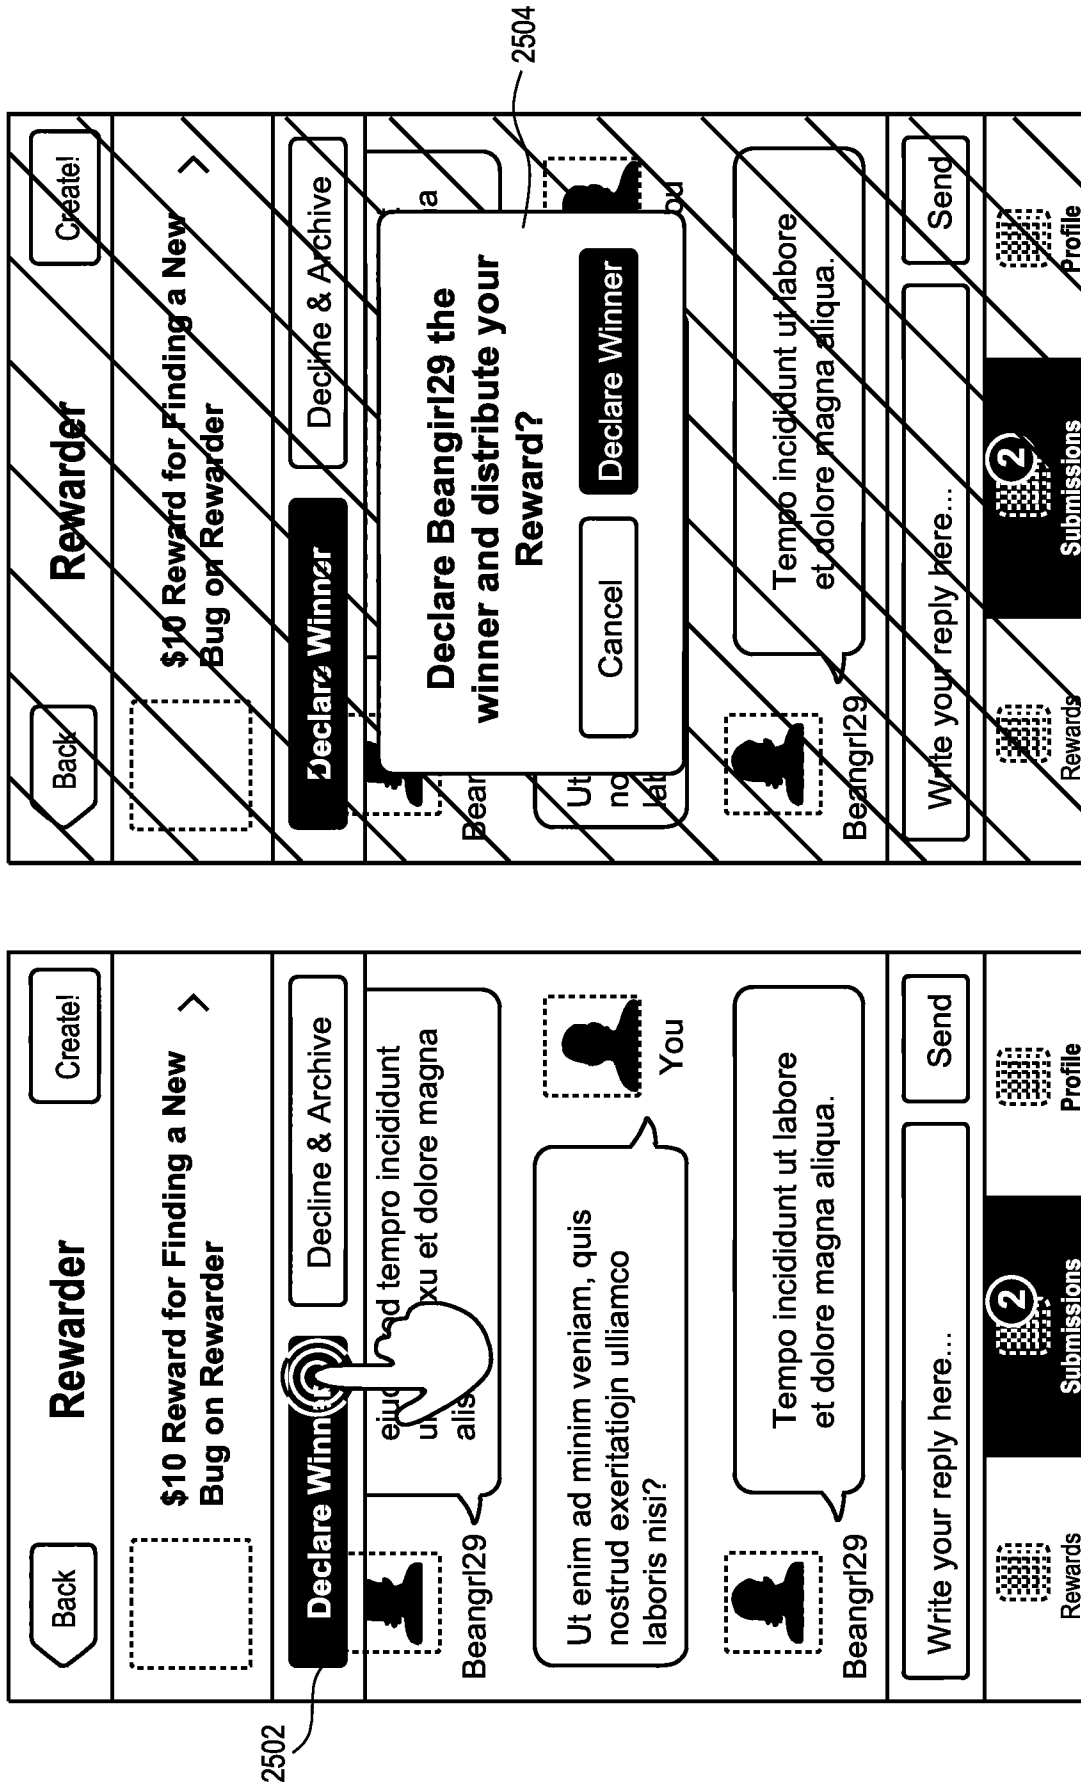 2502
Back
Rewarder
Create!
$10 Reward for Finding a New
Bug on Rewarder
>
Declare Winner
Decline & Archive
d tempro incididunt
xu et dolore magna
alis
Beangrl29
Ut enim ad minim veniam, quis
nostrud exeritatiojn ulliamco
laboris nisi?
You
Tempo incididunt ut labore
et dolore magna aliqua.
Beangrl29
Write your reply here...
Send
Rewards
2
Submissions
Profile
2504
Back
Rewarder
Create!
$10 Reward for Finding a New
Bug on Rewarder
>
Declare Winner
Decline & Archive
Declare Beangirl29 the
winner and distribute your
Reward?
Cancel
Declare Winner
Bean
Ut
no
lab
Tempo incididunt ut labore
et dolore magna aliqua.
Beangrl29
Write your reply here...
Send
Rewards
2
Submissions
Profile